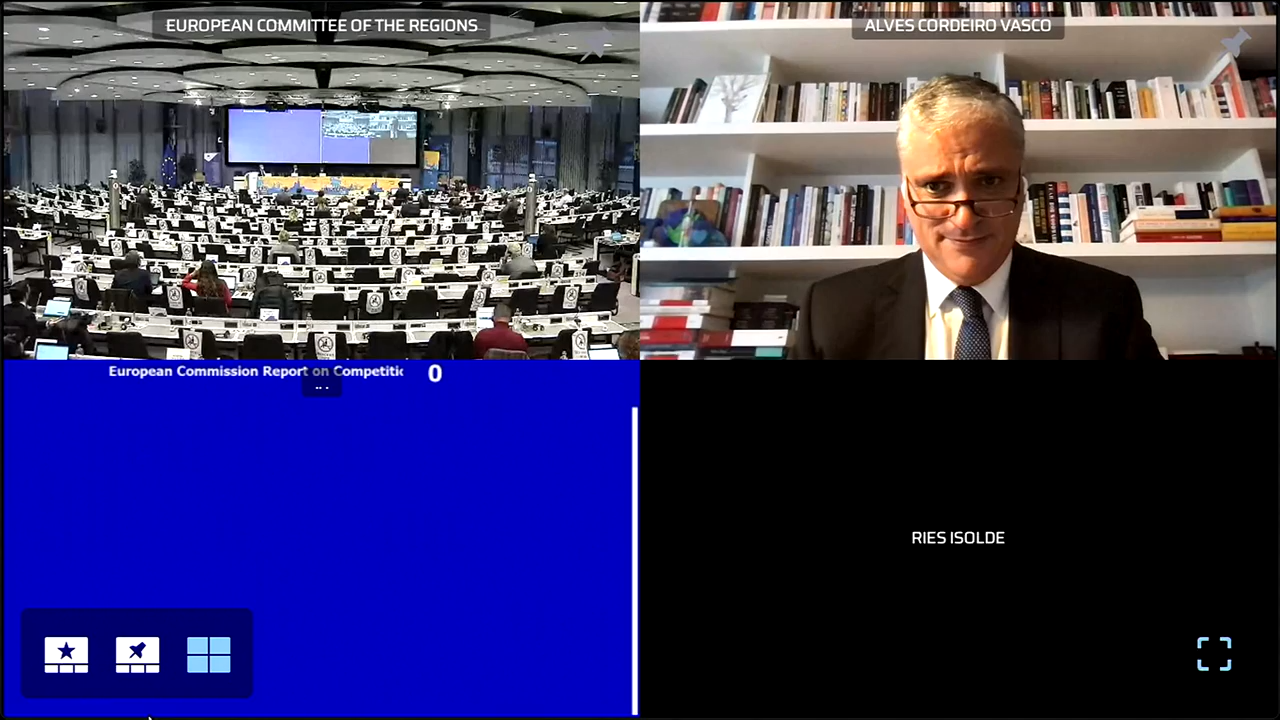 EUROPEAN COMMITTEE OF THE REGIONS
ALVES CORDEIRO VASCO
European Commission Report on Competitic 0
RIES ISOLDE